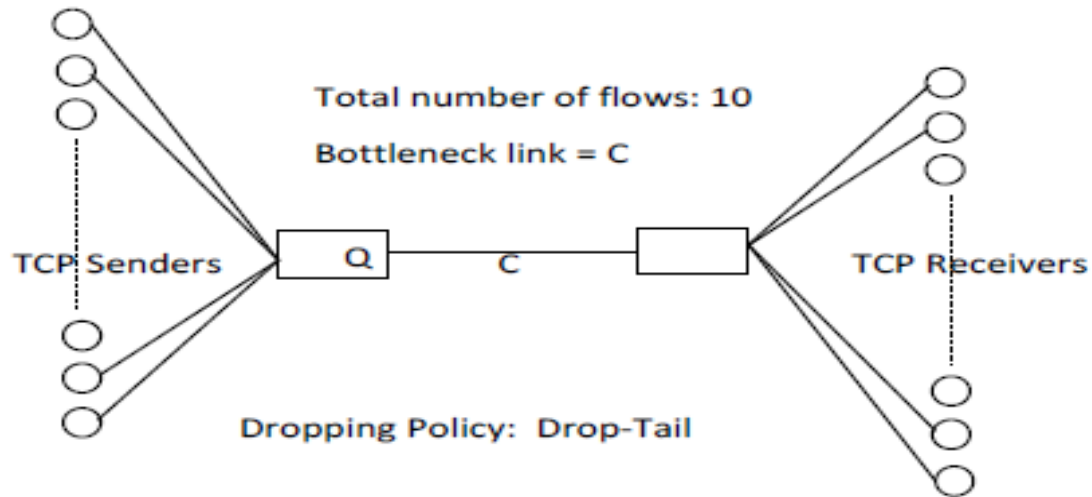 Total number of flows: 10
Bottleneck link = C
TCP Senders
Q
C
TCP Receivers
Dropping Policy: Drop-Tail